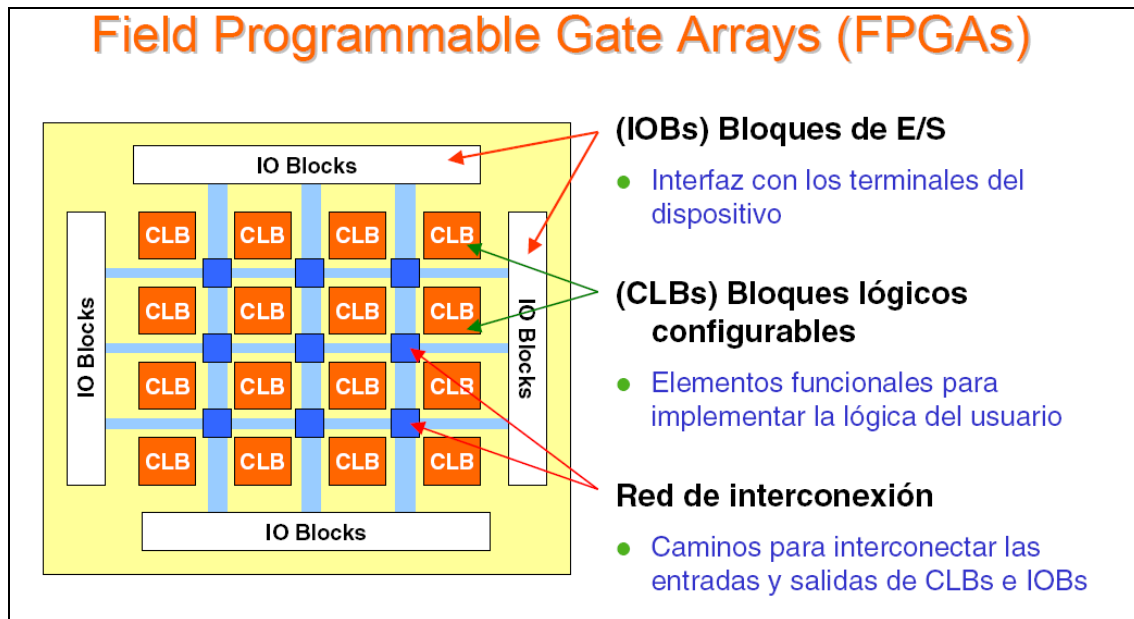 Field Programmable Gate Arrays (FPGAs)
IO Blocks
IO Blocks
CLB CLB CLB CLB
CLB CLB CLB CLB
CLB CLB CLB CLB
CLB CLB CLB CLB
IO Blocks
IO Blocks
(IOBs) Bloques de E/S
Interfaz con los terminales del
dispositivo
(CLBs) Bloques lógicos
configurables
Elementos funcionales para
implementar la lógica del usuario
Red de interconexión
Caminos para interconectar las
entradas y salidas de CLBs e IOBs